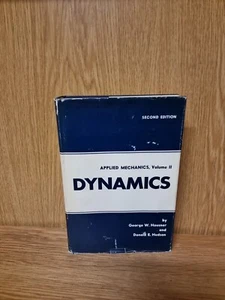 SECOND EDITION
APPLIED MECHANICS, Volume II
DYNAMICS
by
George W. Housner
and
Donald E. Hudson